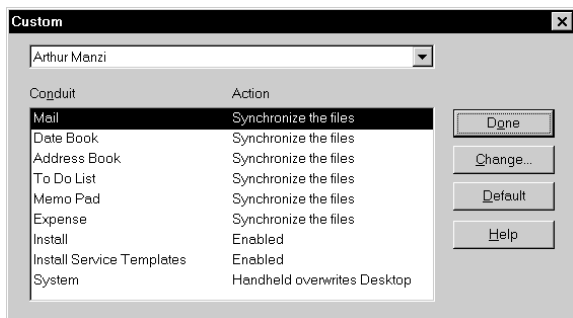 Custom
Arthur Manzi
Conduit Action
Mail Synchronize the files
Date Book Synchronize the files
Address Book Synchronize the files
To Do List Synchronize the files
Memo Pad Synchronize the files
Expense Synchronize the files
Install Enabled
Install Service Templates Enabled
System Handheld overwrites Desktop
Done
Change...
Default
Help